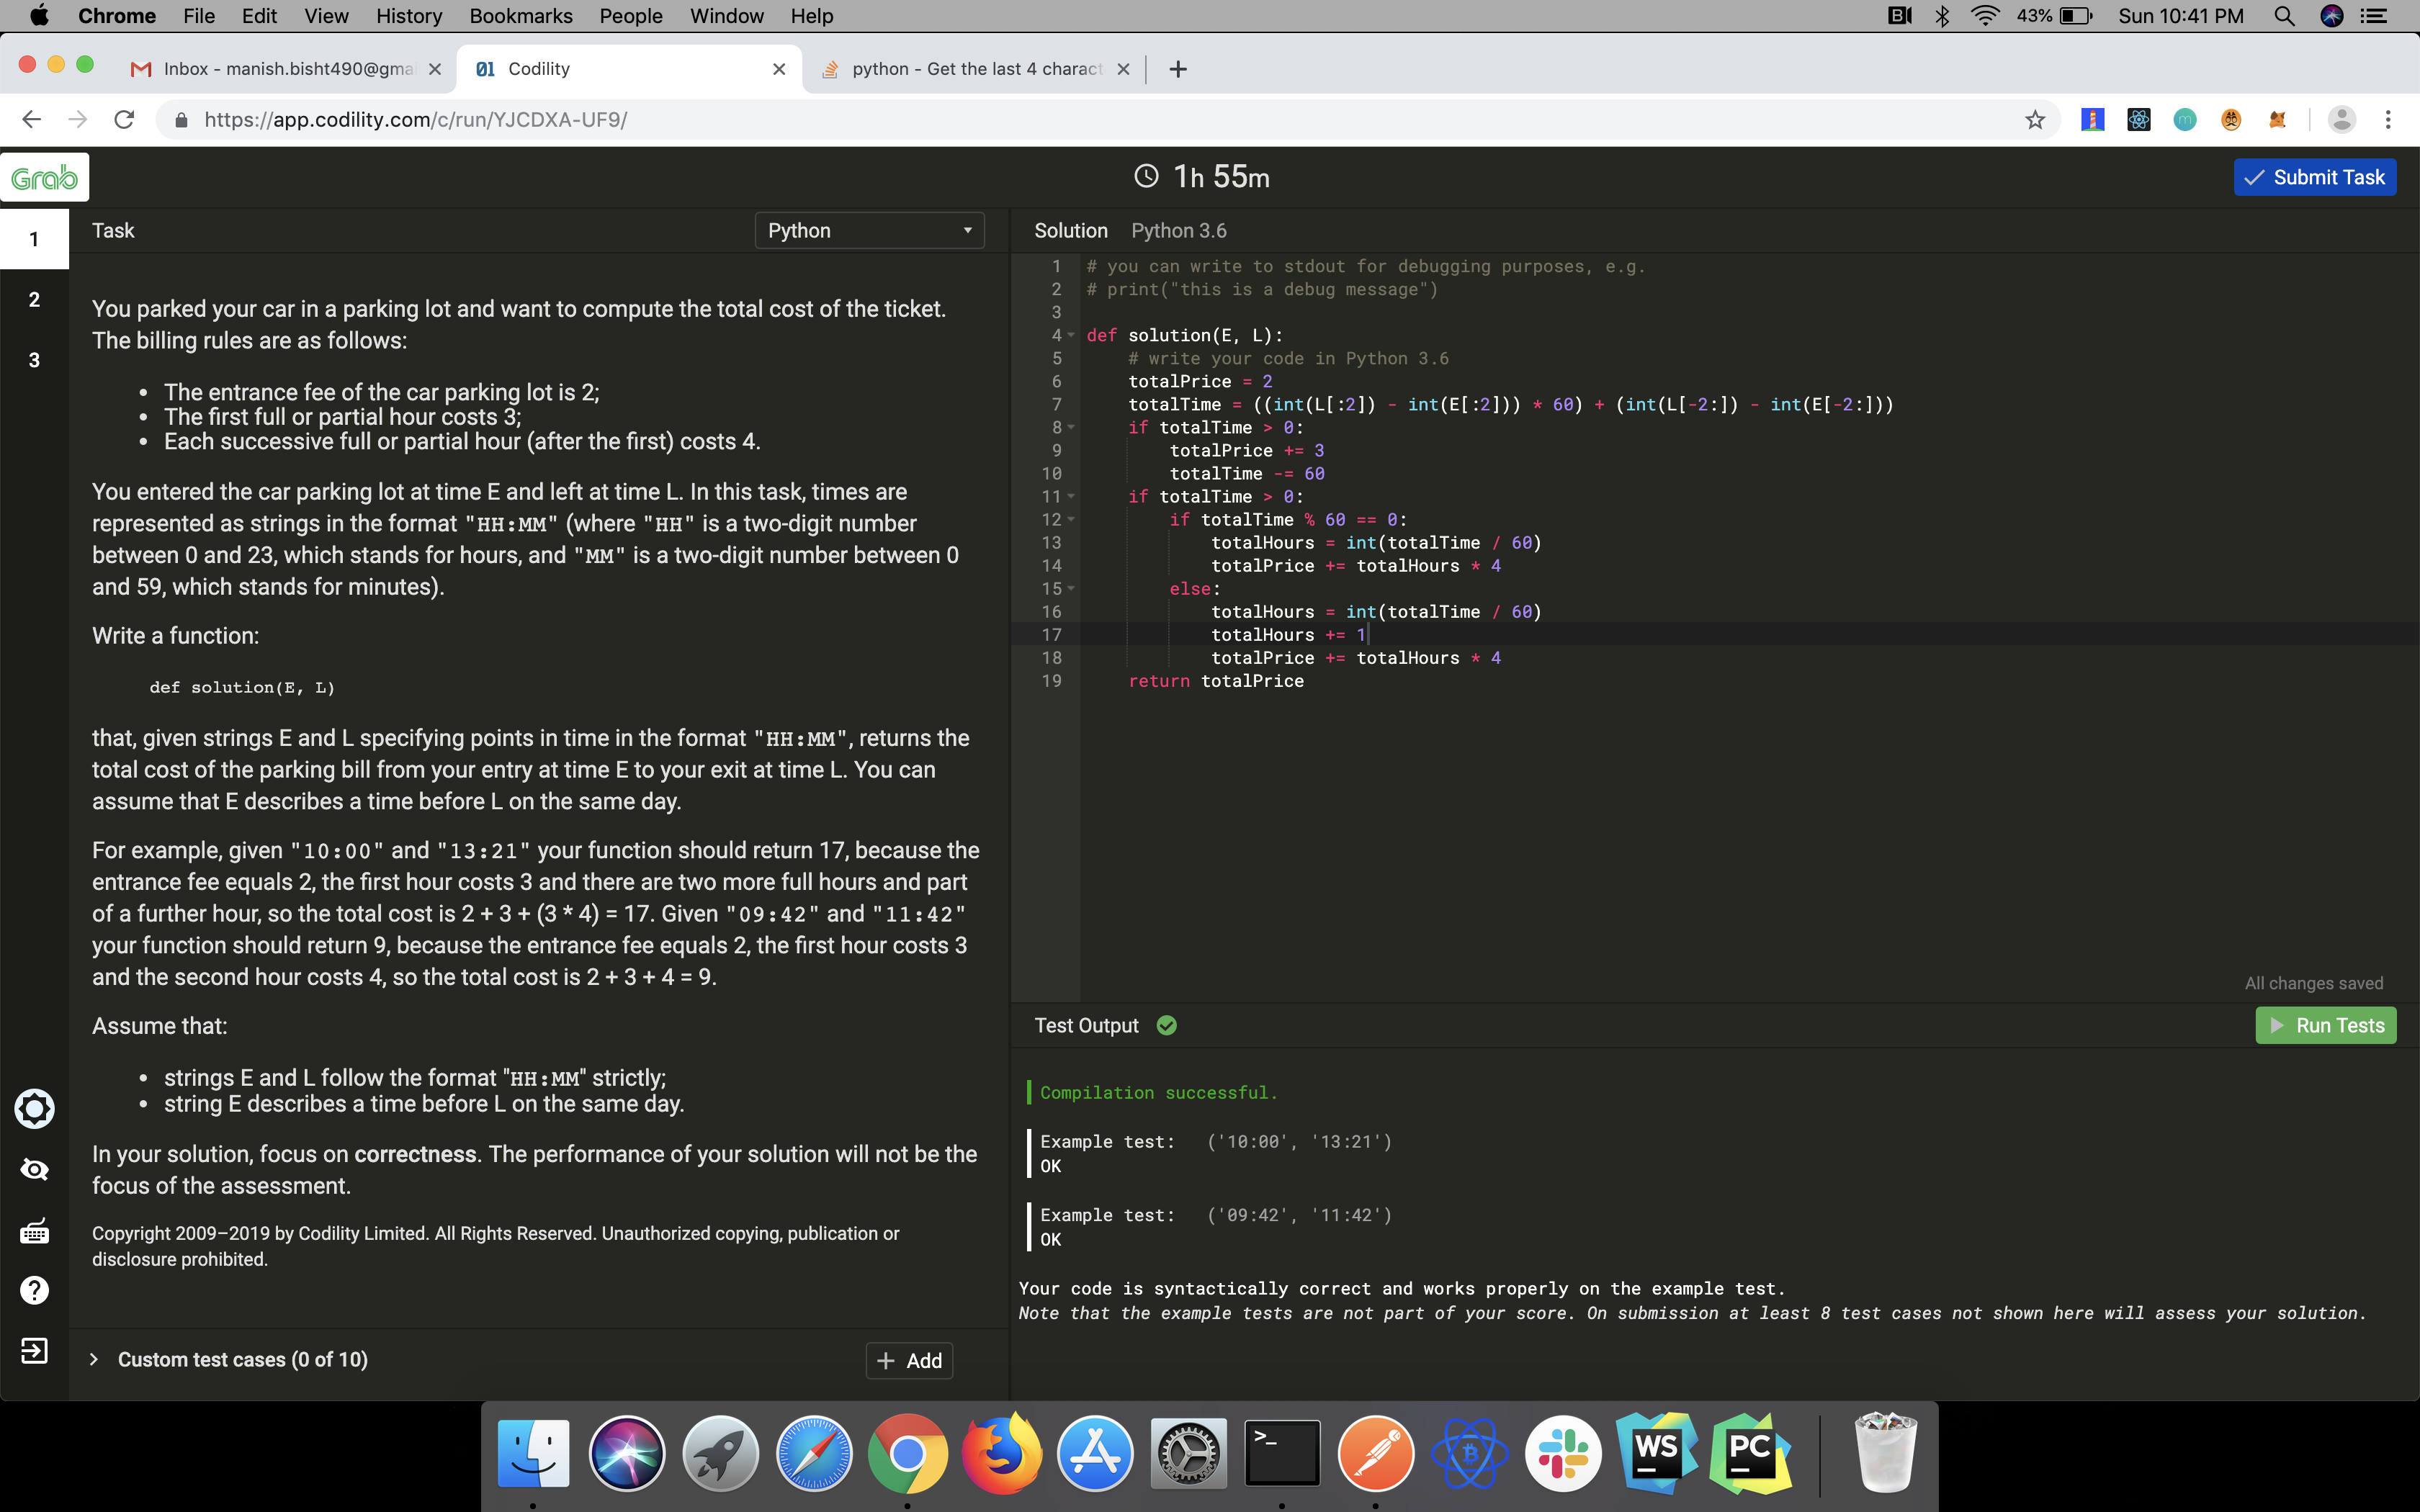 Chrome File Edit View History Bookmarks People Window Help
43% Sun 10:41 PM
Inbox - manish.bisht490@gma
01 Codility
python - Get the last 4 charact
https://app.codility.com/c/run/YJCDXA-UF9/
m
Grab
1h 55m
Submit Task
1
2
3
Task
Python
You parked your car in a parking lot and want to compute the total cost of the ticket.
The billing rules are as follows:
• The entrance fee of the car parking lot is 2;
• The first full or partial hour costs 3;
• Each successive full or partial hour (after the first) costs 4.
You entered the car parking lot at time E and left at time L. In this task, times are
represented as strings in the format "HH:MM" (where "HH" is a two-digit number
between 0 and 23, which stands for hours, and "MM" is a two-digit number between 0
and 59, which stands for minutes).
Write a function:
def solution(E, L)
that, given strings E and L specifying points in time in the format "HH:MM", returns the
total cost of the parking bill from your entry at time E to your exit at time L. You can
assume that E describes a time before L on the same day.
For example, given "10:00" and "13:21" your function should return 17, because the
entrance fee equals 2, the first hour costs 3 and there are two more full hours and part
of a further hour, so the total cost is 2 + 3 + (3 * 4) = 17. Given "09:42" and "11:42"
your function should return 9, because the entrance fee equals 2, the first hour costs 3
and the second hour costs 4, so the total cost is 2 + 3 + 4 = 9.
Assume that:
• strings E and L follow the format "HH:MM" strictly;
• string E describes a time before L on the same day.
In your solution, focus on correctness. The performance of your solution will not be the
focus of the assessment.
Copyright 2009–2019 by Codility Limited. All Rights Reserved. Unauthorized copying, publication or
disclosure prohibited.
Custom test cases (0 of 10)
+ Add
Solution Python 3.6
1 # you can write to stdout for debugging purposes, e.g.
2 # print("this is a debug message")
3
4 def solution(E, L):
5     # write your code in Python 3.6
6     totalPrice = 2
7     totalTime = ((int(L[:2]) - int(E[:2])) * 60) + (int(L[-2:]) - int(E[-2:]))
8     if totalTime > 0:
9         totalPrice += 3
10         totalTime -= 60
11     if totalTime > 0:
12         if totalTime % 60 == 0:
13             totalHours = int(totalTime / 60)
14             totalPrice += totalHours * 4
15         else:
16             totalHours = int(totalTime / 60)
17             totalHours += 1
18             totalPrice += totalHours * 4
19     return totalPrice
All changes saved
Test Output
Run Tests
Compilation successful.
Example test: ('10:00', '13:21')
OK
Example test: ('09:42', '11:42')
OK
Your code is syntactically correct and works properly on the example test.
Note that the example tests are not part of your score. On submission at least 8 test cases not shown here will assess your solution.
>_
WS
PC